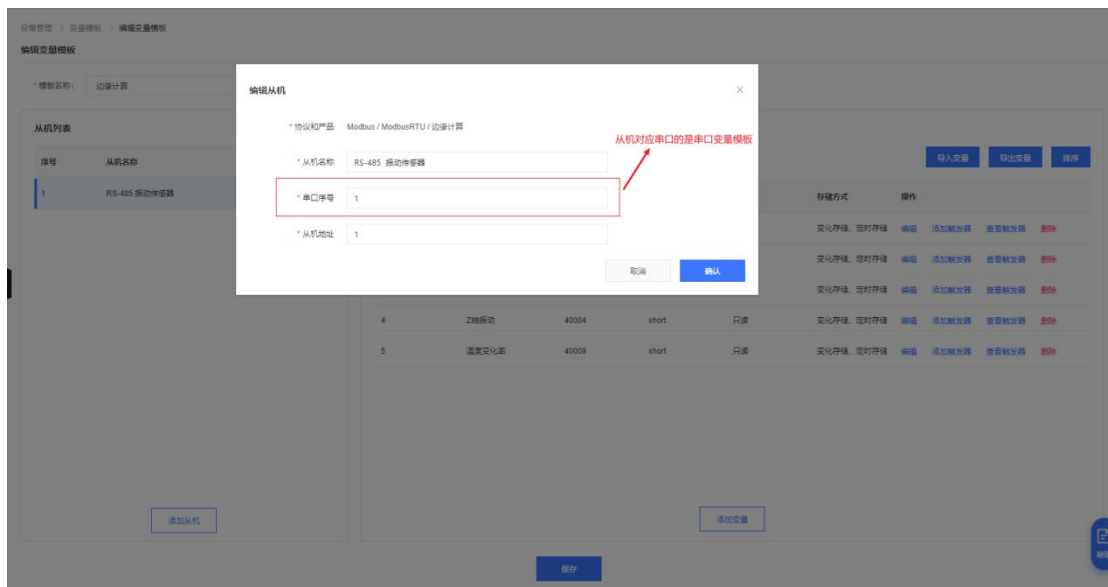 设备管理 > 变量模板 > 编辑变量模板
编辑变量模板
* 模板名称: 边缘计算
编辑从机
* 协议和产品 Modbus / ModbusRTU / 边缘计算
从机对应串口的是串口变量模板
从机列表
* 从机名称 RS-485 振动传感器
导入变量 导出变量 排序
序号 从机名称
* 串口序号 1
存储方式 操作
1 RS-485 振动传感器
* 从机地址 1
变化存储、定时存储 编辑 添加触发器 查看触发器 删除
变化存储、定时存储 编辑 添加触发器 查看触发器 删除
取消 确认
变化存储、定时存储 编辑 添加触发器 查看触发器 删除
4 Z轴振动 40004 short 只读 变化存储、定时存储 编辑 添加触发器 查看触发器 删除
5 温度变化率 40009 short 只读 变化存储、定时存储 编辑 添加触发器 查看触发器 删除
添加从机 添加变量
保存